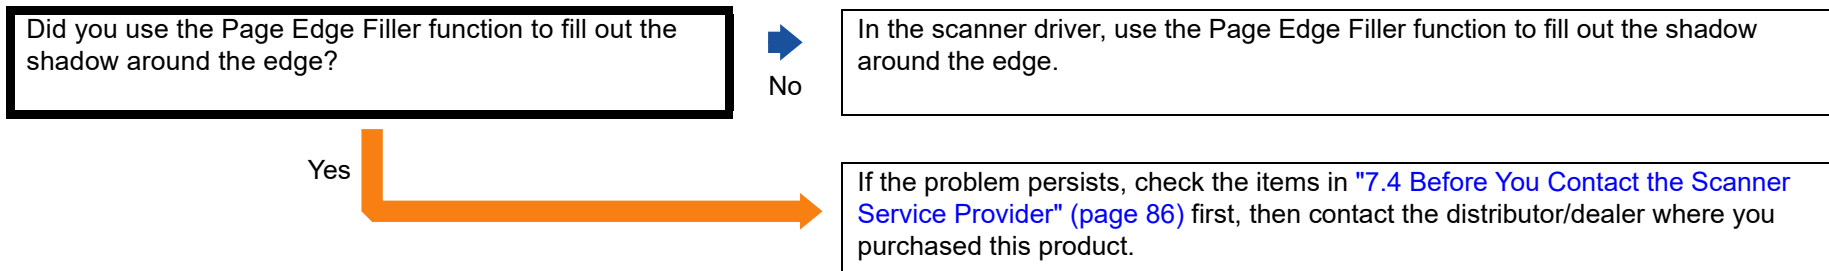 Did you use the Page Edge Filler function to fill out the
shadow around the edge?
No
In the scanner driver, use the Page Edge Filler function to fill out the shadow
around the edge.
Yes
If the problem persists, check the items in "7.4 Before You Contact the Scanner
Service Provider" (page 86) first, then contact the distributor/dealer where you
purchased this product.